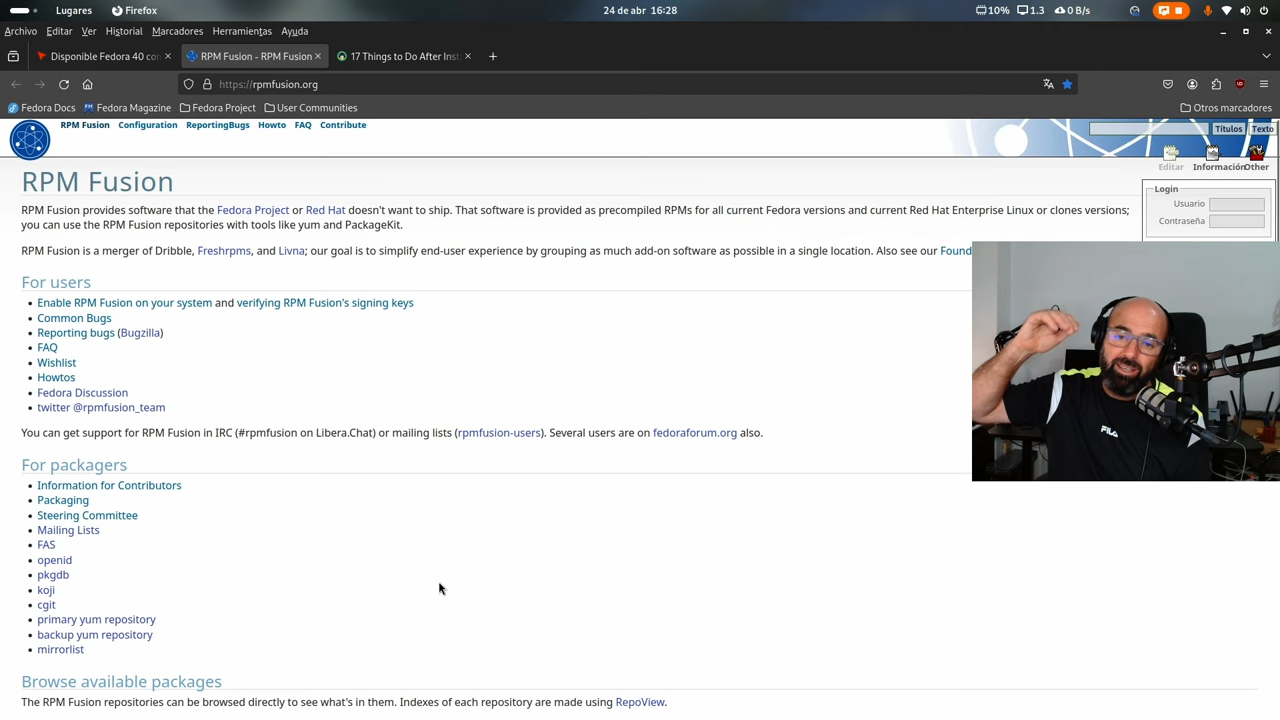 Lugares
Firefox
24 de abr 16:28
10%
1.3
0 B/s
Archivo Editar Ver Historial Marcadores Herramientas Ayuda
Disponible Fedora 40 con
RPM Fusion - RPM Fusion
17 Things to Do After Inst
https://rpmfusion.org
Fedora Docs
Fedora Magazine
Fedora Project
User Communities
Otros marcadores
RPM Fusion Configuration ReportingBugs Howto FAQ Contribute
Títulos Texto
Editar Información Other
RPM Fusion
Login
Usuario
Contraseña
RPM Fusion provides software that the Fedora Project or Red Hat doesn't want to ship. That software is provided as precompiled RPMs for all current Fedora versions and current Red Hat Enterprise Linux or clones versions;
you can use the RPM Fusion repositories with tools like yum and PackageKit.
RPM Fusion is a merger of Dribble, Freshrpms, and Livna; our goal is to simplify end-user experience by grouping as much add-on software as possible in a single location. Also see our Found
For users
Enable RPM Fusion on your system and verifying RPM Fusion's signing keys
Common Bugs
Reporting bugs (Bugzilla)
FAQ
Wishlist
Howtos
Fedora Discussion
twitter @rpmfusion_team
You can get support for RPM Fusion in IRC (#rpmfusion on Libera.Chat) or mailing lists (rpmfusion-users). Several users are on fedoraforum.org also.
FILA
For packagers
Information for Contributors
Packaging
Steering Committee
Mailing Lists
FAS
openid
pkgdb
koji
cgit
primary yum repository
backup yum repository
mirrorlist
Browse available packages
The RPM Fusion repositories can be browsed directly to see what's in them. Indexes of each repository are made using RepoView.